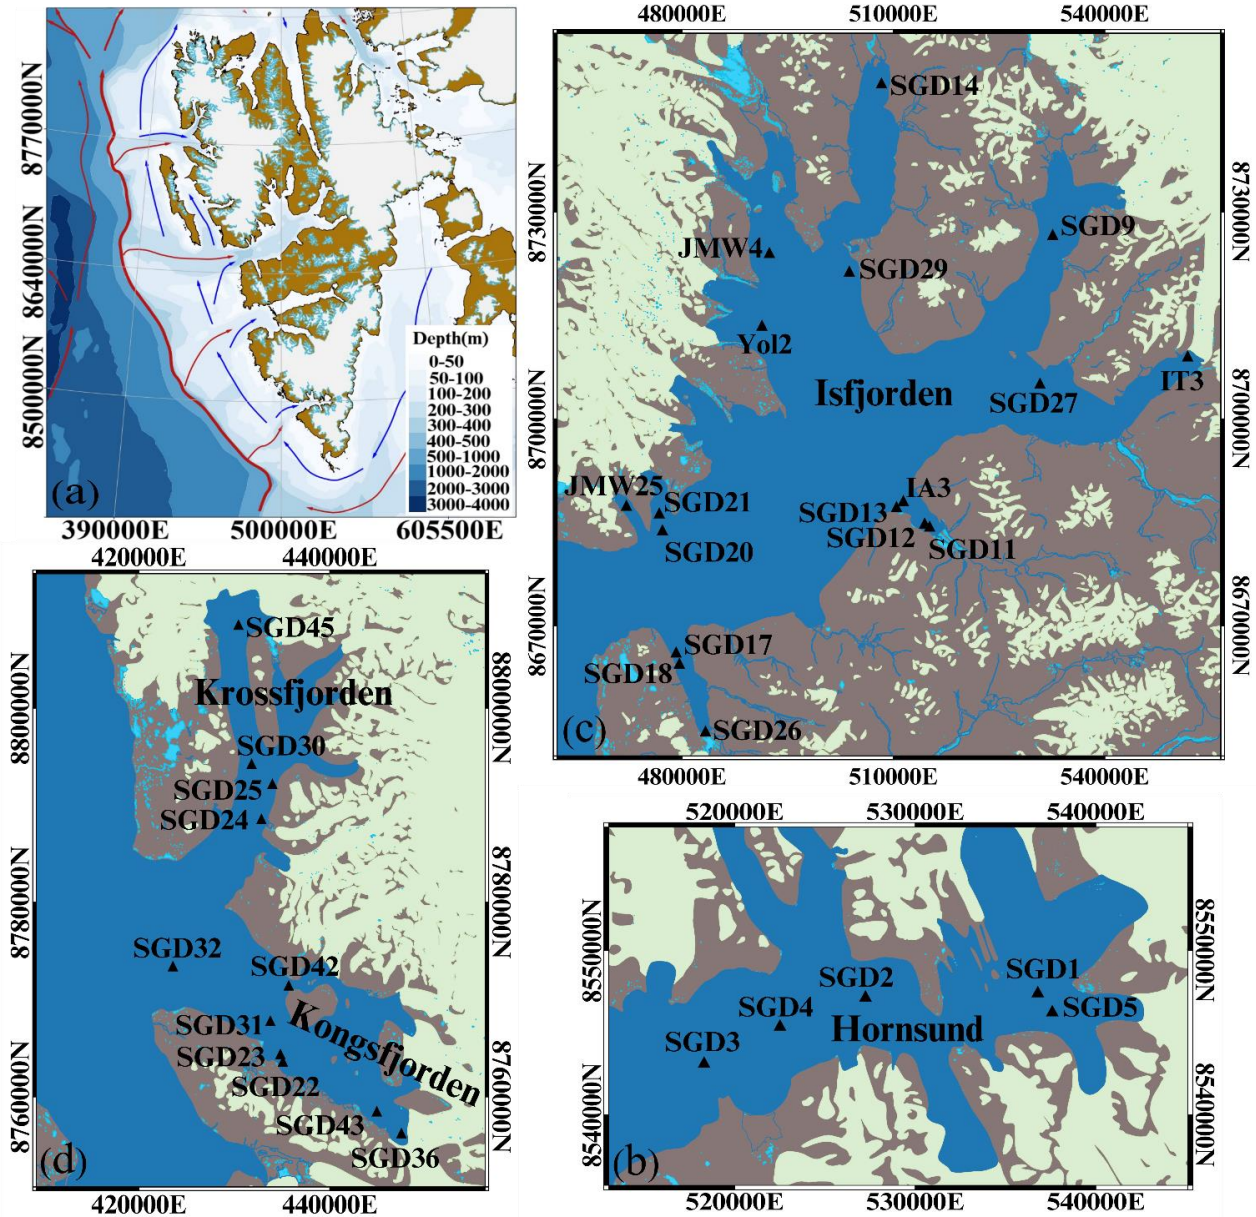 8770000N
8640000N
8500000N
Depth(m)
0-50
50-100
100-200
200-300
300-400
400-500
500-1000
1000-2000
2000-3000
3000-4000
(a)
390000E 500000E 605500E
480000E 510000E 540000E
8730000N
8700000N
8670000N
SGD14
SGD9
JMW4
SGD29
Yol2
IT3
Isfjorden
SGD27
JMW25
SGD21
IA3
SGD13
SGD20
SGD12
SGD11
SGD17
SGD18
SGD26
(c)
8730000N
8700000N
8670000N
480000E 510000E 540000E
420000E 440000E
8800000N
8780000N
8760000N
SGD45
Krossfjorden
SGD30
SGD25
SGD24
SGD32
SGD42
SGD31
Kongsfjorden
SGD23
SGD22
SGD43
SGD36
(d)
8800000N
8780000N
8760000N
420000E 440000E
520000E 530000E 540000E
8550000N
8540000N
SGD2
SGD1
SGD4
SGD5
Hornsund
SGD3
(b)
8550000N
8540000N
520000E 530000E 540000E